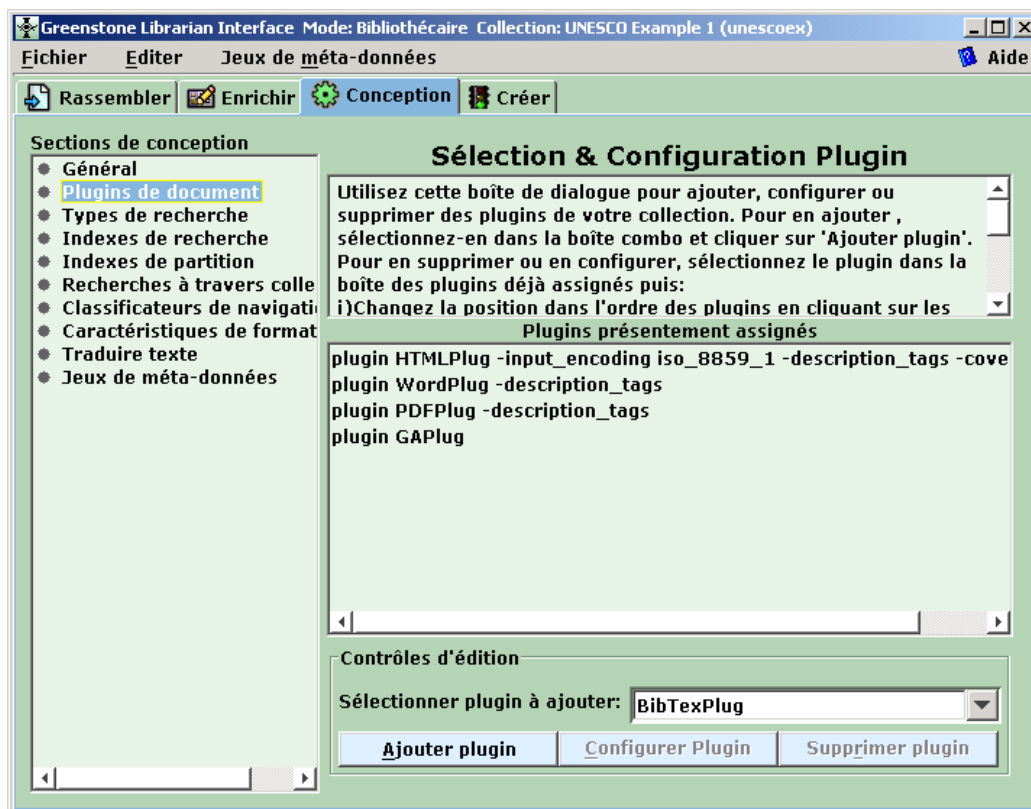 Greenstone Librarian Interface Mode: Bibliothécaire Collection: UNESCO Example 1 (unescoex)
Fichier Editer Jeux de méta-données Aide
Rassembler Enrichir Conception Créer
Sections de conception
Général
Plugins de document
Types de recherche
Indexes de recherche
Indexes de partition
Recherches à travers colle
Classificateurs de navigati
Caractéristiques de format
Traduire texte
Jeux de méta-données
Sélection & Configuration Plugin
Utilisez cette boîte de dialogue pour ajouter, configurer ou
supprimer des plugins de votre collection. Pour en ajouter ,
sélectionnez-en dans la boîte combo et cliquer sur 'Ajouter plugin'.
Pour en supprimer ou en configurer, sélectionnez le plugin dans la
boîte des plugins déjà assignés puis:
i)Changez la position dans l'ordre des plugins en cliquant sur les
Plugins présentement assignés
plugin HTMLPlug -input_encoding iso_8859_1 -description_tags -cove
plugin WordPlug -description_tags
plugin PDFPlug -description_tags
plugin GAPlug
Contrôles d'édition
Sélectionner plugin à ajouter: BibTexPlug
Ajouter plugin Configurer Plugin Supprimer plugin